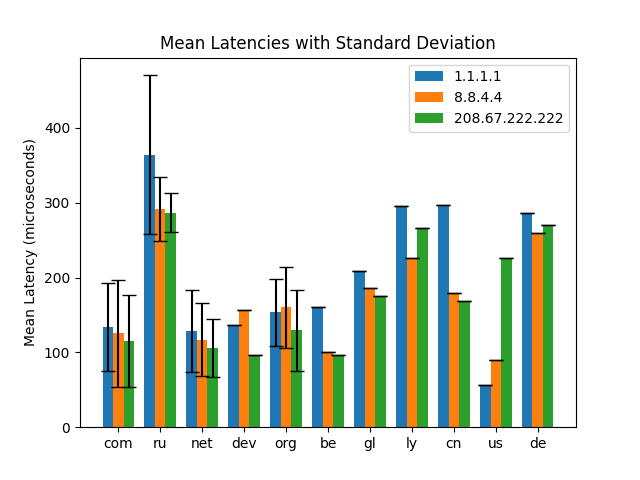 Mean Latencies with Standard Deviation
1.1.1.1
8.8.4.4
208.67.222.222
Mean Latency (microseconds)
400
300
200
100
0
com ru net dev org be gl ly cn us de